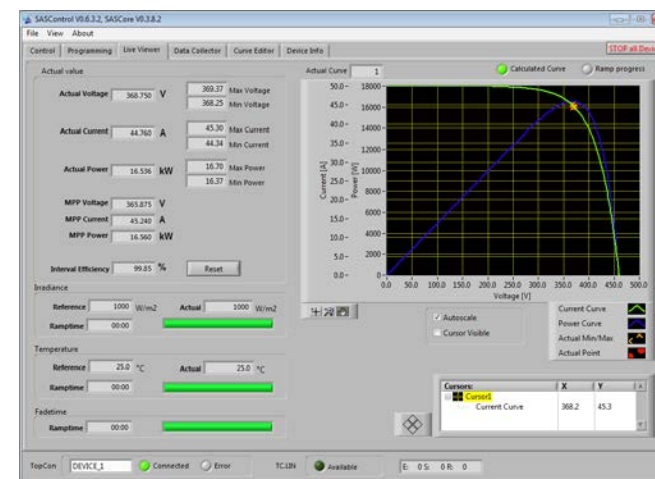 SASControl V0.6.3.2, SASCore V0.3.8.2
File View About
Control Programming Live Viewer Data Collector Curve Editor Device Info STOP all Devi
Actual value
Actual Voltage 368.750 V
369.37 Max Voltage
368.25 Min Voltage
Actual Current 44.760 A
45.30 Max Current
44.34 Min Current
Actual Power 16.536 kW
16.70 Max Power
16.37 Min Power
MPP Voltage 365.875 V
MPP Current 45.240 A
MPP Power 16.560 kW
Interval Efficiency 99.85 % Reset
Irradiance
Reference 1000 W/m2 Actual 1000 W/m2
Ramptime 00:00
Temperature
Reference 25.0 °C Actual 25.0 °C
Ramptime 00:00
Fadetime
Ramptime 00:00
Actual Curve 1 Calculated Curve Ramp progress
Current [A]
50.0
45.0
40.0
35.0
30.0
25.0
20.0
15.0
10.0
5.0
0.0
Power [W]
18000
16000
14000
12000
10000
8000
6000
4000
2000
0
0.0 50.0 100.0 150.0 200.0 250.0 300.0 350.0 400.0 450.0 500.0
Voltage [V]
Autoscale
Cursor Visible
Current Curve
Power Curve
Actual Min/Max
Actual Point
Cursors: X Y
Cursor1
Current Curve 368.2 45.3
TopCon DEVICE_1 Connected Error TC.LIN Available E: 0 S: 0 R: 0